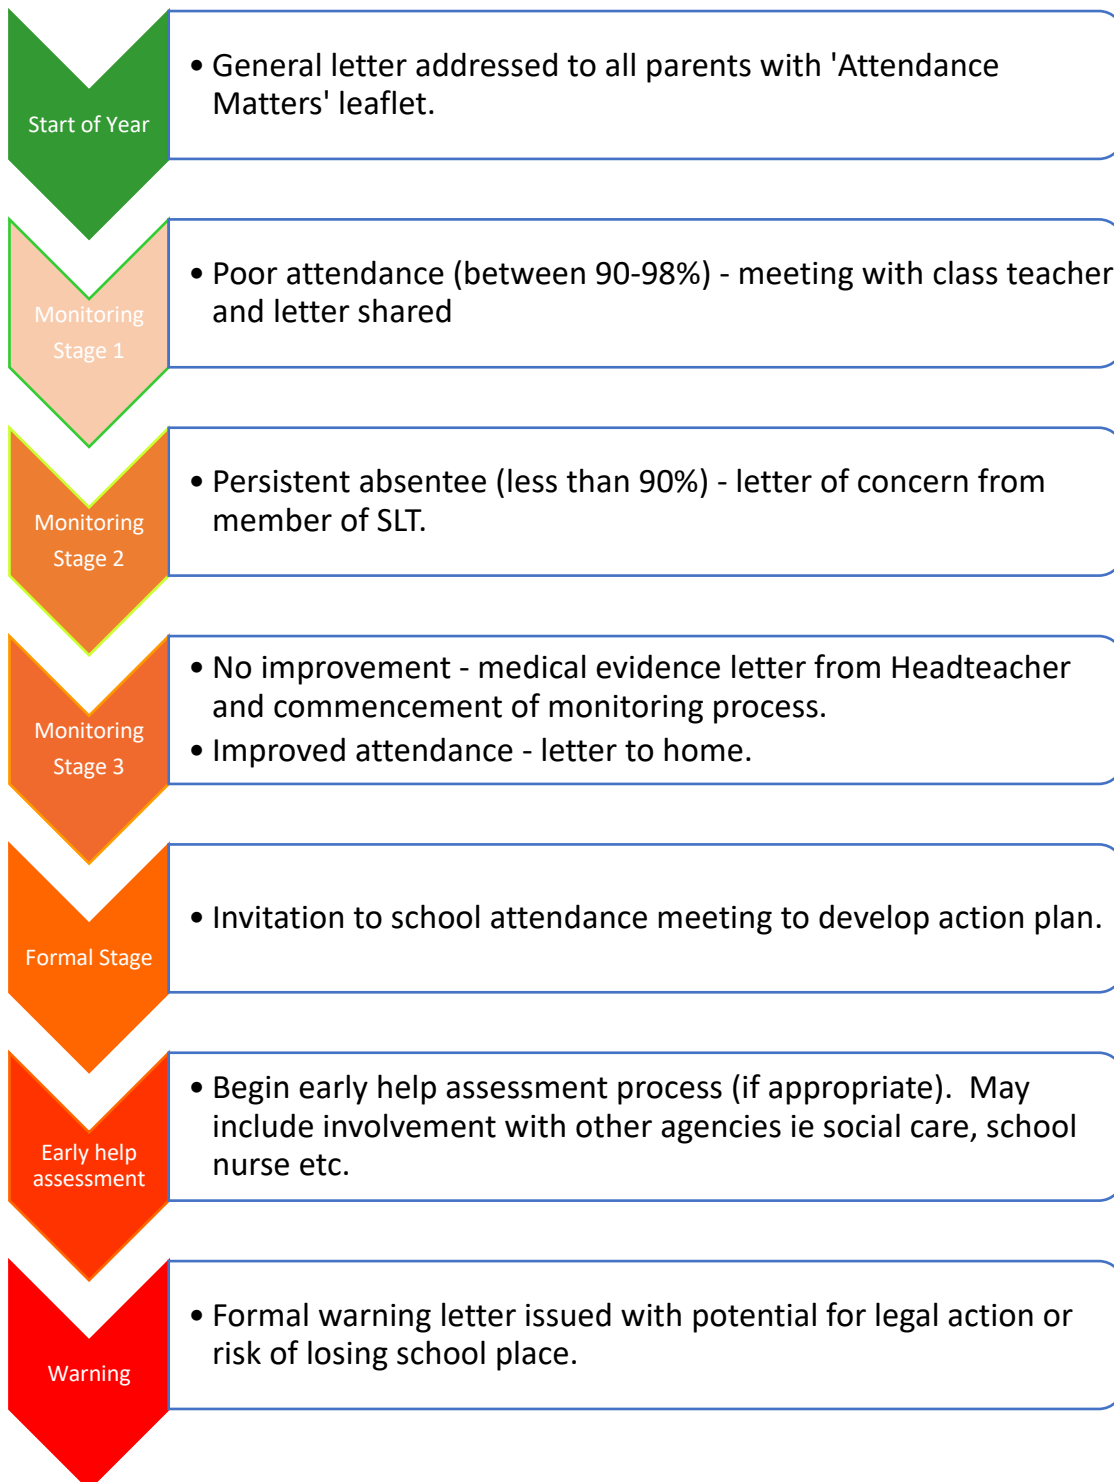 Start of Year
• General letter addressed to all parents with 'Attendance
Matters' leaflet.
Monitoring
Stage 1
• Poor attendance (between 90-98%) - meeting with class teacher
and letter shared
Monitoring
Stage 2
• Persistent absentee (less than 90%) - letter of concern from
member of SLT.
Monitoring
Stage 3
• No improvement - medical evidence letter from Headteacher
and commencement of monitoring process.
• Improved attendance - letter to home.
Formal Stage
• Invitation to school attendance meeting to develop action plan.
Early help
assessment
• Begin early help assessment process (if appropriate).  May
include involvement with other agencies ie social care, school
nurse etc.
Warning
• Formal warning letter issued with potential for legal action or
risk of losing school place.